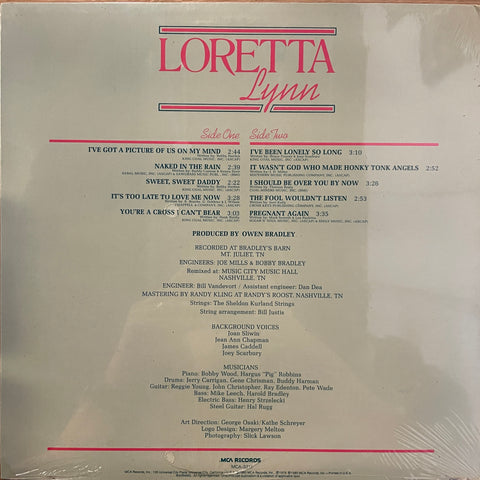 LORETTA
Lynn
Side One Side Two
I'VE GOT A PICTURE OF US ON MY MIND 2:44
NAKED IN THE RAIN 2:39
SWEET, SWEET DADDY 2:22
IT'S TOO LATE TO LOVE ME NOW 3:28
YOU'RE A CROSS I CAN'T BEAR 3:03
I'VE BEEN LONELY SO LONG 3:10
IT WASN'T GOD WHO MADE HONKY TONK ANGELS 2:52
I SHOULD BE OVER YOU BY NOW 3:26
THE FOOL WOULDN'T LISTEN 2:53
PREGNANT AGAIN 3:35
PRODUCED BY OWEN BRADLEY
RECORDED AT BRADLEY'S BARN
MT. JULIET, TN
ENGINEERS: JOE MILLS & BOBBY BRADLEY
Remixed at: MUSIC CITY MUSIC HALL
NASHVILLE, TN
ENGINEER: Bill Vandevort / Assistant engineer: Dan Dea
MASTERING BY RANDY KLING AT RANDY'S ROOST, NASHVILLE, TN
Strings: The Sheldon Kurland Strings
String arrangement: Bill Justis
BACKGROUND VOICES
Joan Sliwin
Jean Ann Chapman
James Caddell
Joey Scarbury
MUSICIANS
Piano: Bobby Wood, Hargus "Pig" Robbins
Drums: Jerry Carrigan, Gene Chrisman, Buddy Harman
Guitar: Reggie Young, John Christopher, Ray Edenton, Pete Wade
Bass: Mike Leech, Harold Bradley
Electric Bass: Henry Strzelecki
Steel Guitar: Hal Rugg
Art Direction: George Osaki/Kathe Schreyer
Logo Design: Margery Melton
Photography: Slick Lawson
MCA RECORDS